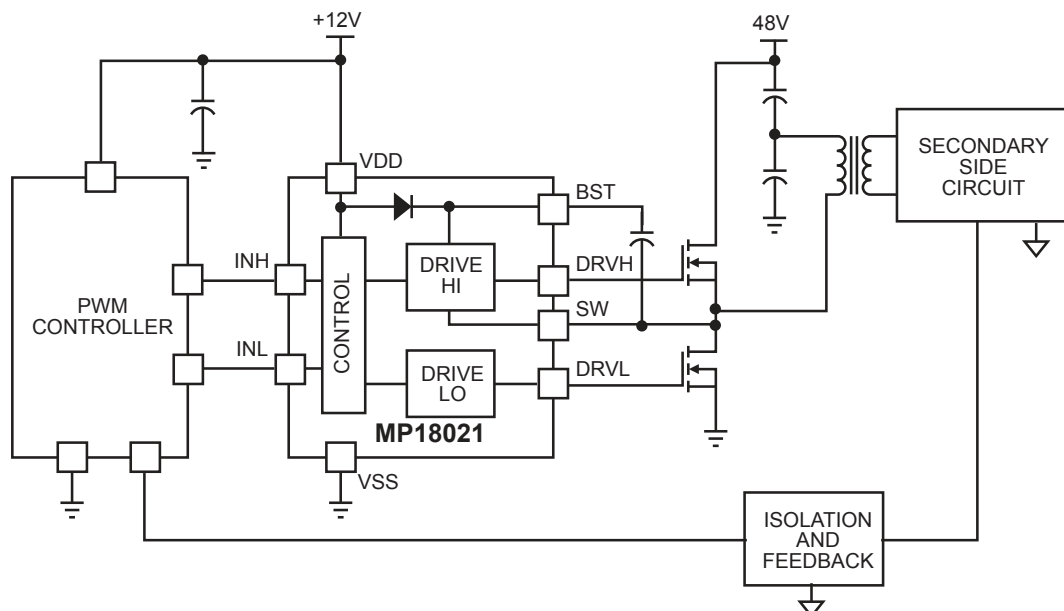 +12V
48V
VDD
BST
SECONDARY
SIDE
CIRCUIT
INH
DRIVE
HI
DRVH
PWM
CONTROLLER
CONTROL
SW
INL
DRIVE
LO
DRVL
MP18021
VSS
ISOLATION
AND
FEEDBACK